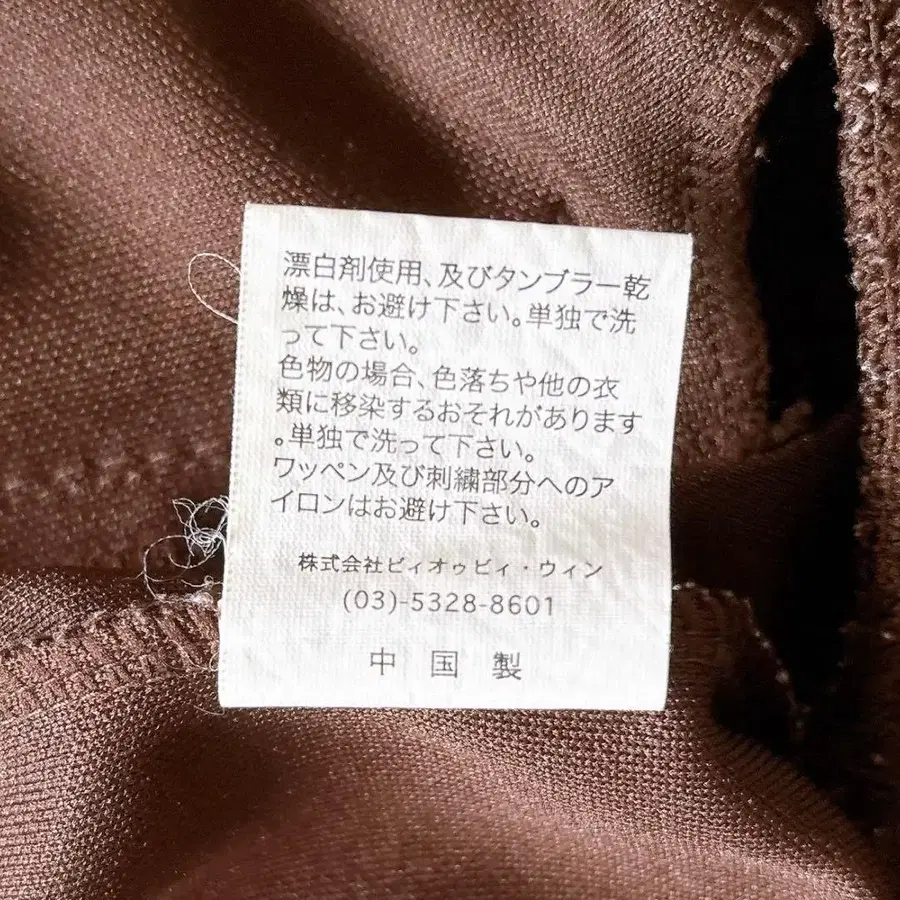 漂白剤使用、及びタンブラー乾
燥は、お避け下さい。単独で洗
って下さい。
色物の場合、色落ちや他の衣
類に移染するおそれがあります
。単独で洗って下さい。
ワッペン及び刺繍部分へのア
イロンはお避け下さい。
株式会社ビィオゥビィ・ウィン
(03)-5328-8601
中国製